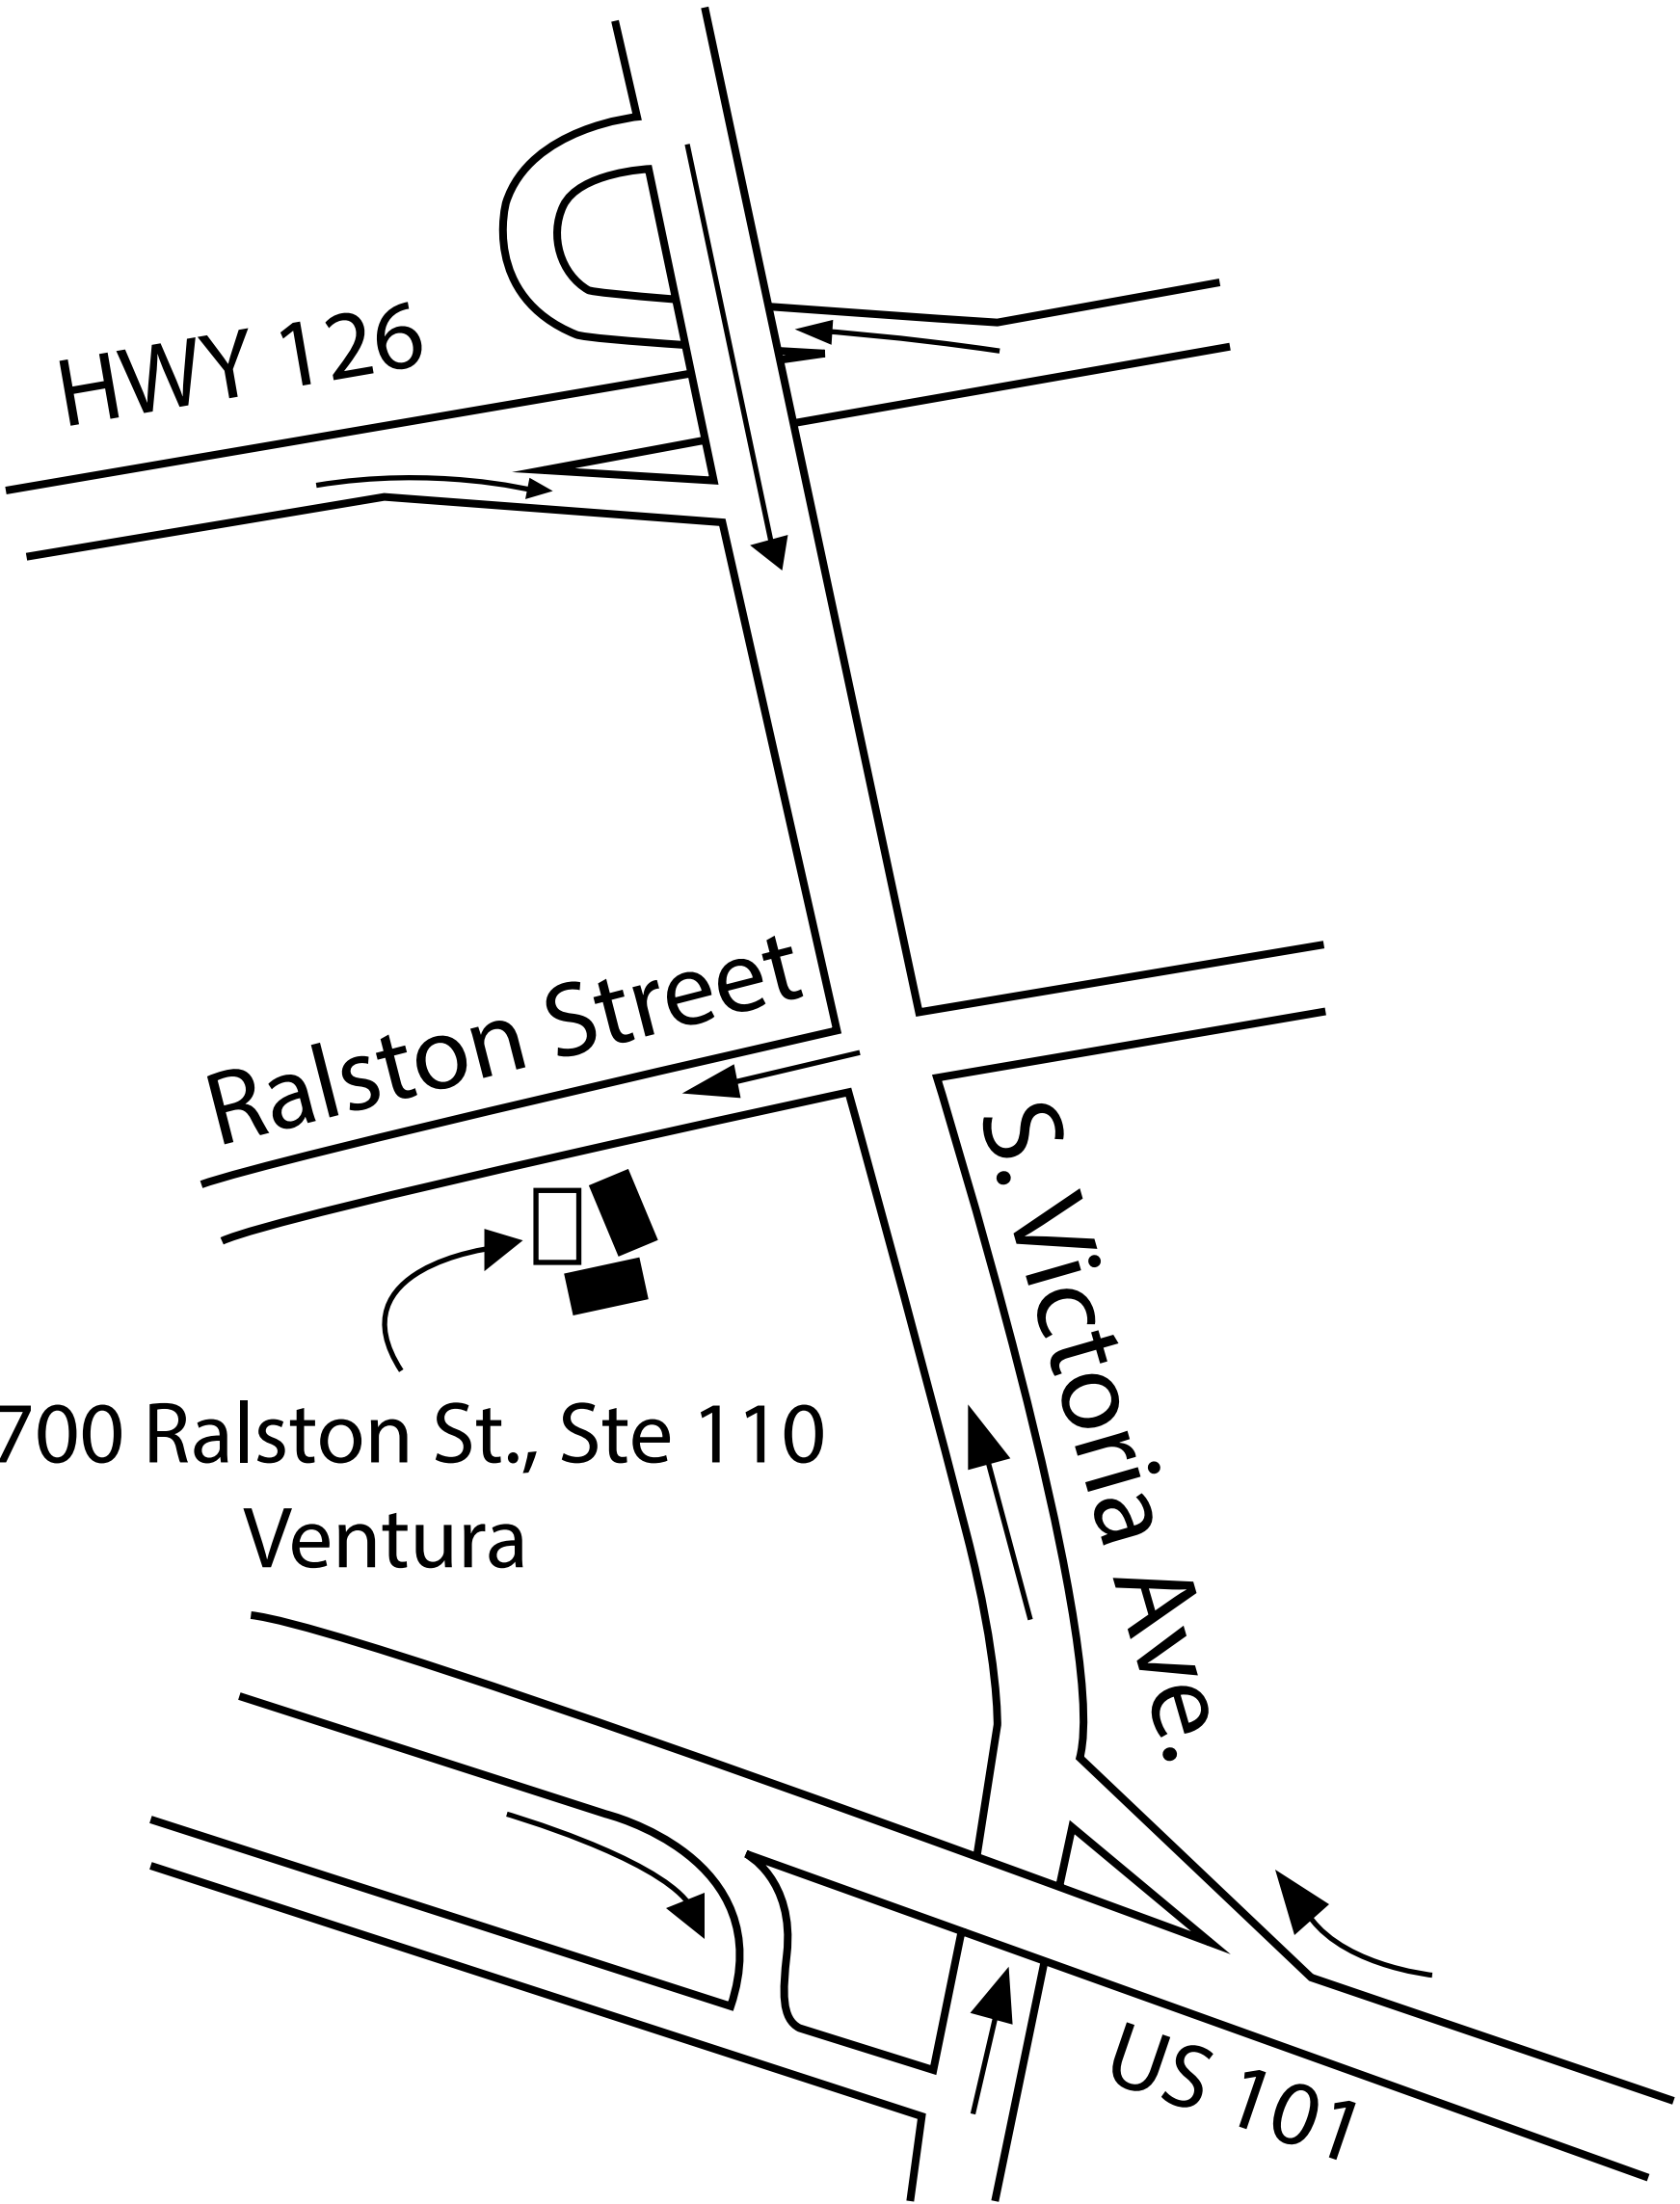 HWY 126
Ralston Street
S. Victoria Ave.
700 Ralston St., Ste 110
Ventura
US 101